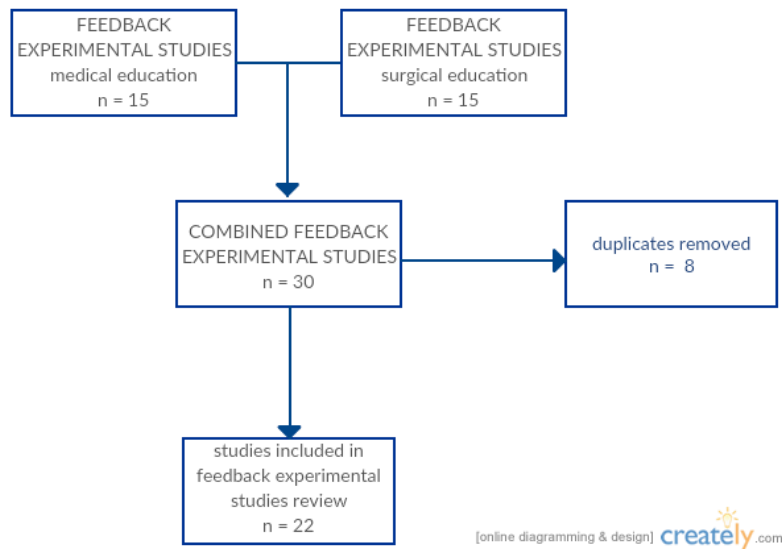 FEEDBACK
EXPERIMENTAL STUDIES
medical education
n = 15
FEEDBACK
EXPERIMENTAL STUDIES
surgical education
n = 15
COMBINED FEEDBACK
EXPERIMENTAL STUDIES
n = 30
duplicates removed
n = 8
studies included in
feedback experimental
studies review
n = 22
[online diagramming & design] creately.com